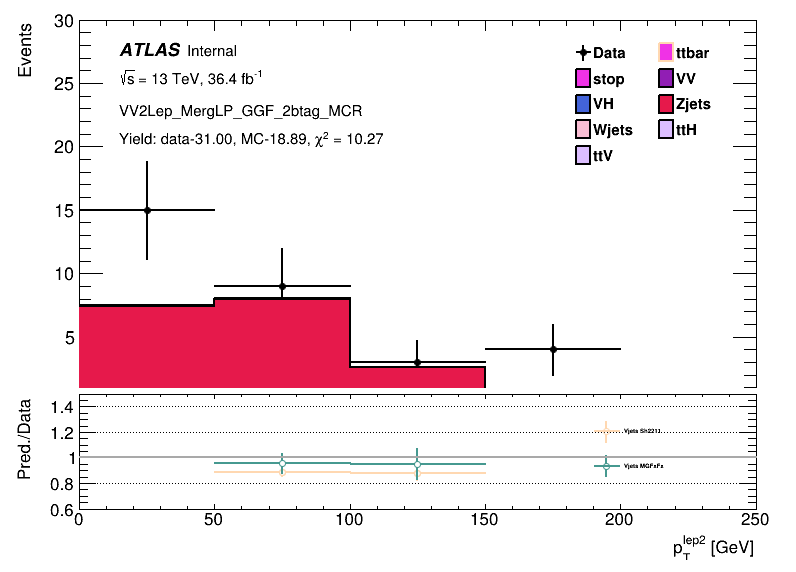 Events
30
25
20
15
10
5
ATLAS Internal
√s = 13 TeV, 36.4 fb⁻¹
VV2Lep_MergLP_GGF_2btag_MCR
Yield: data-31.00, MC-18.89, χ² = 10.27
Data ttbar
stop VV
VH Zjets
Wjets ttH
ttV
Pred./Data
1.4
1.2
1
0.8
0.6
Vjets Sh2211
Vjets MGFxFx
0 50 100 150 200 250
p_T^lep2 [GeV]